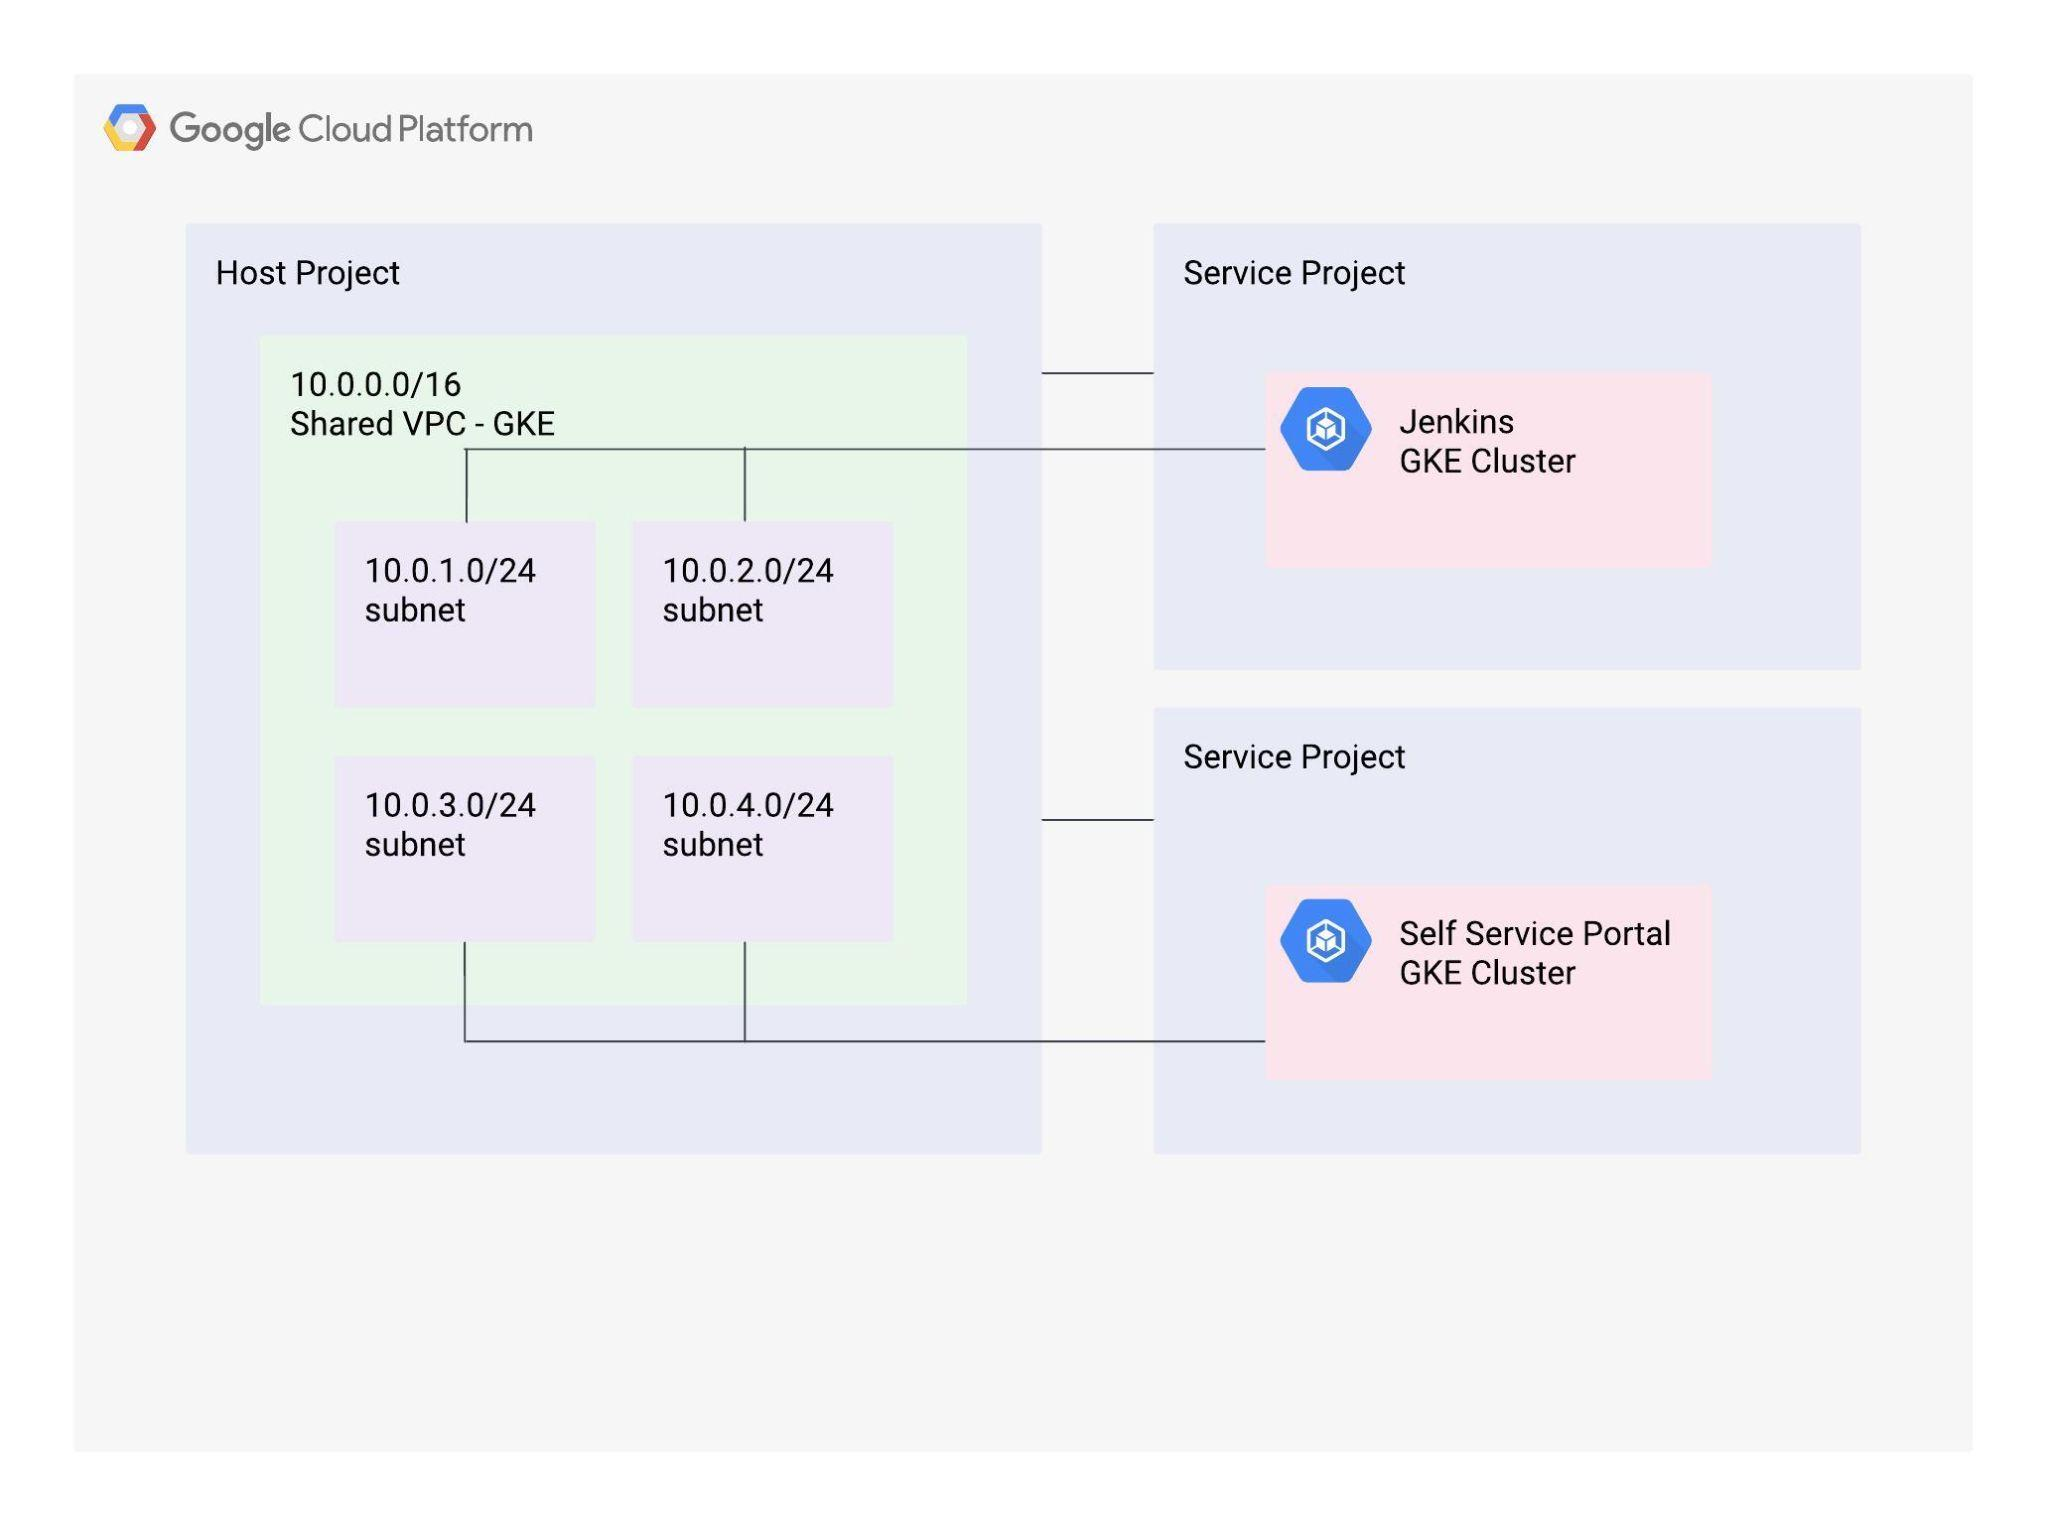 Google Cloud Platform
Host Project
10.0.0.0/16
Shared VPC - GKE
10.0.1.0/24
subnet
10.0.2.0/24
subnet
10.0.3.0/24
subnet
10.0.4.0/24
subnet
Service Project
Jenkins
GKE Cluster
Service Project
Self Service Portal
GKE Cluster